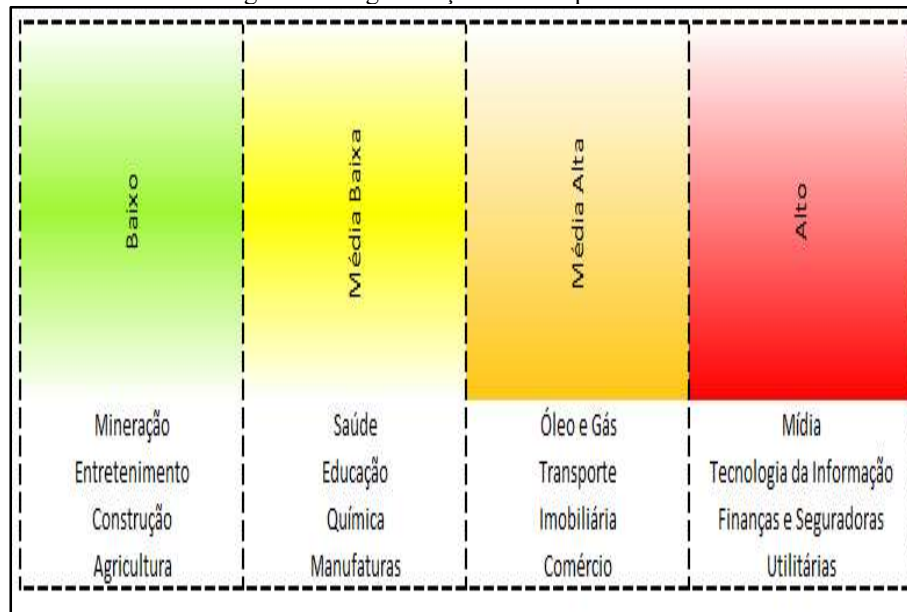 Baixo
Média Baixa
Média Alta
Alto
Mineração
Entretenimento
Construção
Agricultura
Saúde
Educação
Química
Manufaturas
Óleo e Gás
Transporte
Imobiliária
Comércio
Mídia
Tecnologia da Informação
Finanças e Seguradoras
Utilitárias